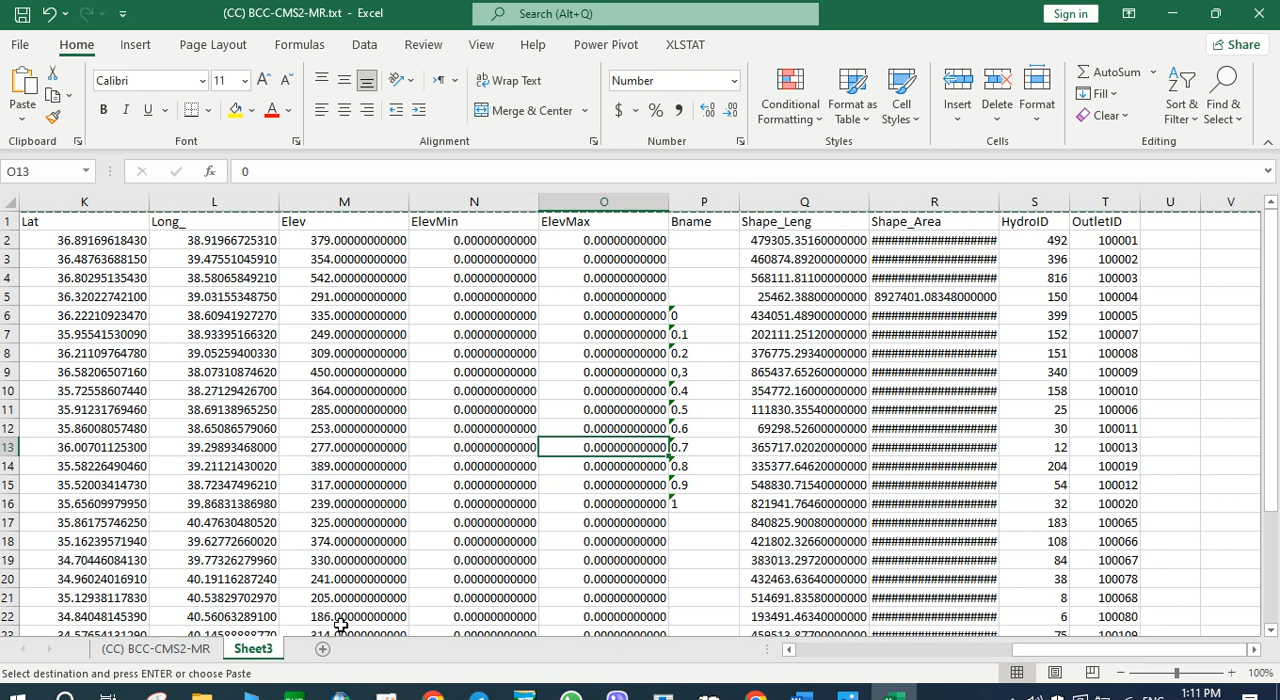 (CC) BCC-CMS2-MR.txt - Excel
Search (Alt+Q)
Sign in
File Home Insert Page Layout Formulas Data Review View Help Power Pivot XLSTAT
Share
Paste
Calibri 11
B I U
Wrap Text
Merge & Center
Number
$ % 9
Conditional Formatting
Format as Table
Cell Styles
Insert Delete Format
AutoSum
Fill
Clear
Sort & Filter
Find & Select
Clipboard Font Alignment Number Styles Cells Editing
O13 fx 0
K L M N O P Q R S T U V
1 Lat Long_ Elev ElevMin ElevMax Bname Shape_Leng Shape_Area HydroID OutletID
2 36.89169618430 38.91966725310 379.00000000000 0.00000000000 0.00000000000 479305.35160000000 #################### 492 100001
3 36.48763688150 39.47551045910 354.00000000000 0.00000000000 0.00000000000 460874.89200000000 #################### 396 100002
4 36.80295135430 38.58065849210 542.00000000000 0.00000000000 0.00000000000 568111.81100000000 #################### 816 100003
5 36.32022742100 39.03155348750 291.00000000000 0.00000000000 0.00000000000 25462.38800000000 8927401.08348000000 150 100004
6 36.22210923470 38.60941927270 335.00000000000 0.00000000000 0.00000000000 0 434051.48900000000 #################### 399 100005
7 35.95541530090 38.93395166320 249.00000000000 0.00000000000 0.00000000000 0.1 202111.25120000000 #################### 152 100007
8 36.21109764780 39.05259400330 309.00000000000 0.00000000000 0.00000000000 0.2 376775.29340000000 #################### 151 100008
9 36.58206507160 38.07310874620 450.00000000000 0.00000000000 0.00000000000 0,3 865437.65260000000 #################### 340 100009
10 35.72558607440 38.27129426700 364.00000000000 0.00000000000 0.00000000000 0.4 354772.16000000000 #################### 158 100010
11 35.91231769460 38.69138965250 285.00000000000 0.00000000000 0.00000000000 0.5 111830.35540000000 #################### 25 100006
12 35.86008057480 38.65086579060 253.00000000000 0.00000000000 0.00000000000 0.6 69298.52600000000 #################### 30 100011
13 36.00701125300 39.29893468000 277.00000000000 0.00000000000 0.00000000000 0.7 365717.02020000000 #################### 12 100013
14 35.58226490460 39.21121430020 389.00000000000 0.00000000000 0.00000000000 0.8 335377.64620000000 #################### 204 100019
15 35.52003414730 38.72347496210 317.00000000000 0.00000000000 0.00000000000 0.9 548830.71540000000 #################### 54 100012
16 35.65609979950 39.86831386980 239.00000000000 0.00000000000 0.00000000000 1 821941.76460000000 #################### 32 100020
17 35.86175746250 40.47630480520 325.00000000000 0.00000000000 0.00000000000 840825.90080000000 #################### 183 100065
18 35.16239571940 39.62772660020 374.00000000000 0.00000000000 0.00000000000 421802.32660000000 #################### 108 100066
19 34.70446084130 39.77326279960 330.00000000000 0.00000000000 0.00000000000 383013.29720000000 #################### 84 100067
20 34.96024016910 40.19116287240 241.00000000000 0.00000000000 0.00000000000 432463.63640000000 #################### 38 100078
21 35.12938117830 40.53829702970 205.00000000000 0.00000000000 0.00000000000 514691.83580000000 #################### 8 100068
22 34.84048145390 40.56063289100 186.00000000000 0.00000000000 0.00000000000 193491.46340000000 #################### 6 100080
(CC) BCC-CMS2-MR Sheet3
Select destination and press ENTER or choose Paste
100%
1:11 PM